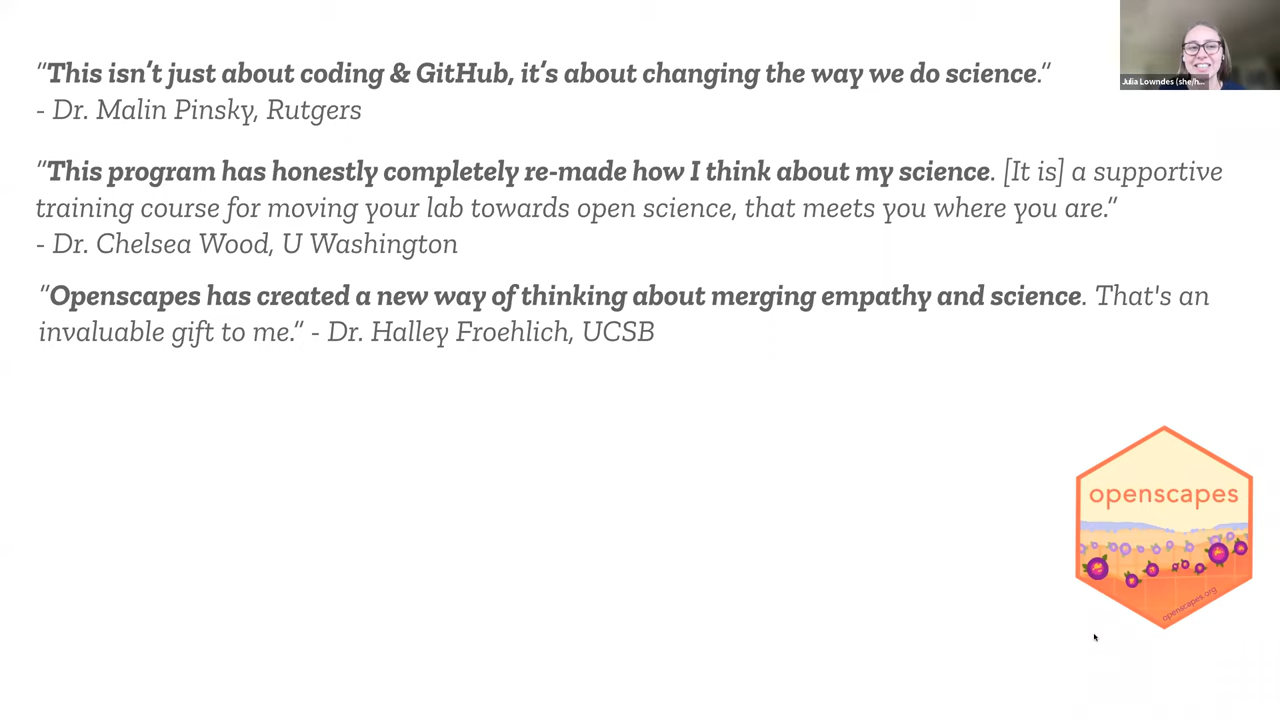 “This isn’t just about coding & GitHub, it’s about changing the way we do science.”
- Dr. Malin Pinsky, Rutgers
“This program has honestly completely re-made how I think about my science. [It is] a supportive
training course for moving your lab towards open science, that meets you where you are.”
- Dr. Chelsea Wood, U Washington
“Openscapes has created a new way of thinking about merging empathy and science. That's an
invaluable gift to me.” - Dr. Halley Froehlich, UCSB
Julia Lowndes (she/h...
openscapes
openscapes.org